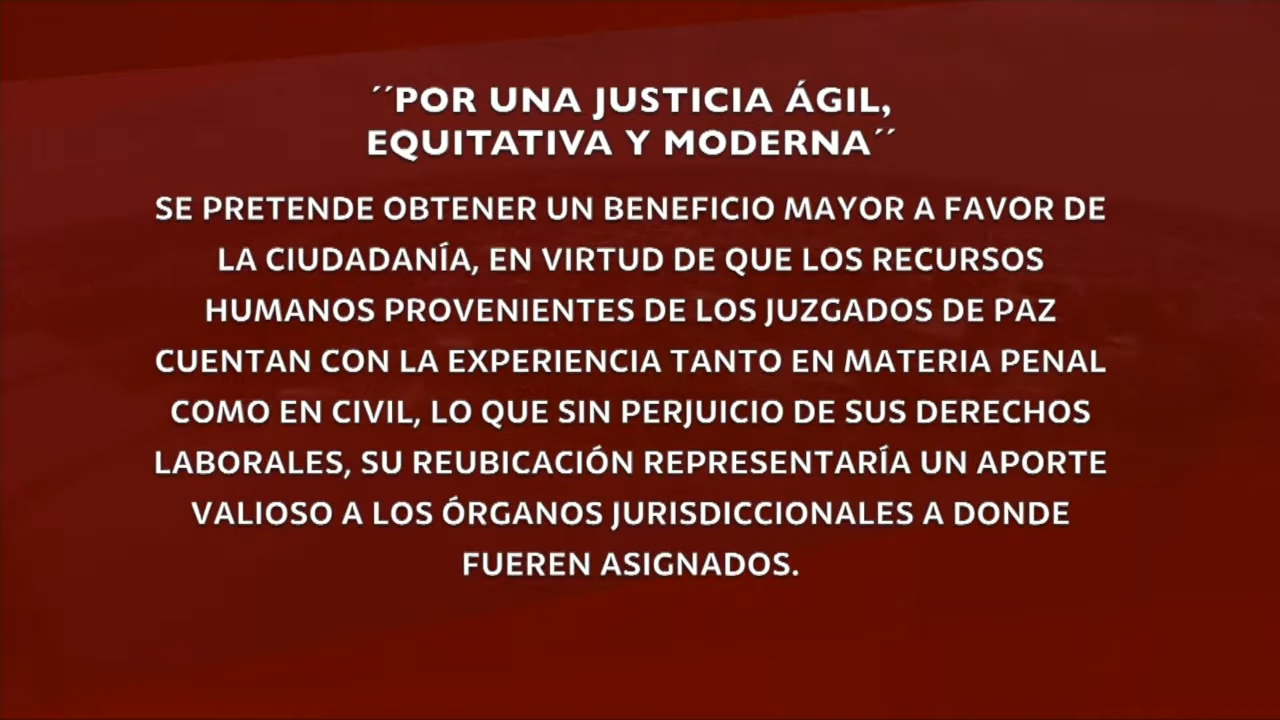 ´´POR UNA JUSTICIA ÁGIL,
EQUITATIVA Y MODERNA´´
SE PRETENDE OBTENER UN BENEFICIO MAYOR A FAVOR DE
LA CIUDADANÍA, EN VIRTUD DE QUE LOS RECURSOS
HUMANOS PROVENIENTES DE LOS JUZGADOS DE PAZ
CUENTAN CON LA EXPERIENCIA TANTO EN MATERIA PENAL
COMO EN CIVIL, LO QUE SIN PERJUICIO DE SUS DERECHOS
LABORALES, SU REUBICACIÓN REPRESENTARÍA UN APORTE
VALIOSO A LOS ÓRGANOS JURISDICCIONALES A DONDE
FUEREN ASIGNADOS.